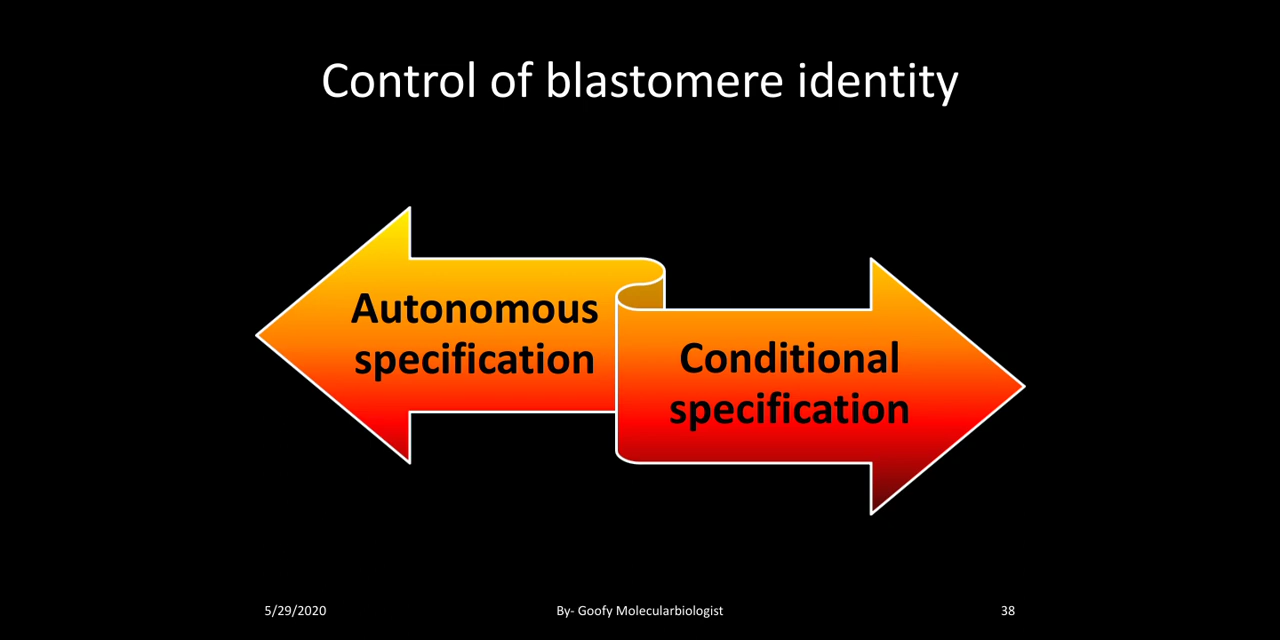 Control of blastomere identity
Autonomous
specification
Conditional
specification
5/29/2020
By- Goofy Molecularbiologist
38